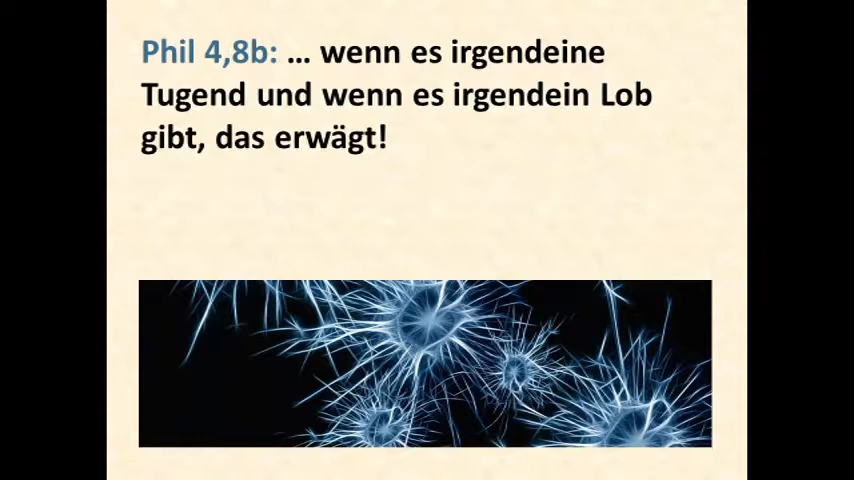 Phil 4,8b: ... wenn es irgendeine
Tugend und wenn es irgendein Lob
gibt, das erwägt!